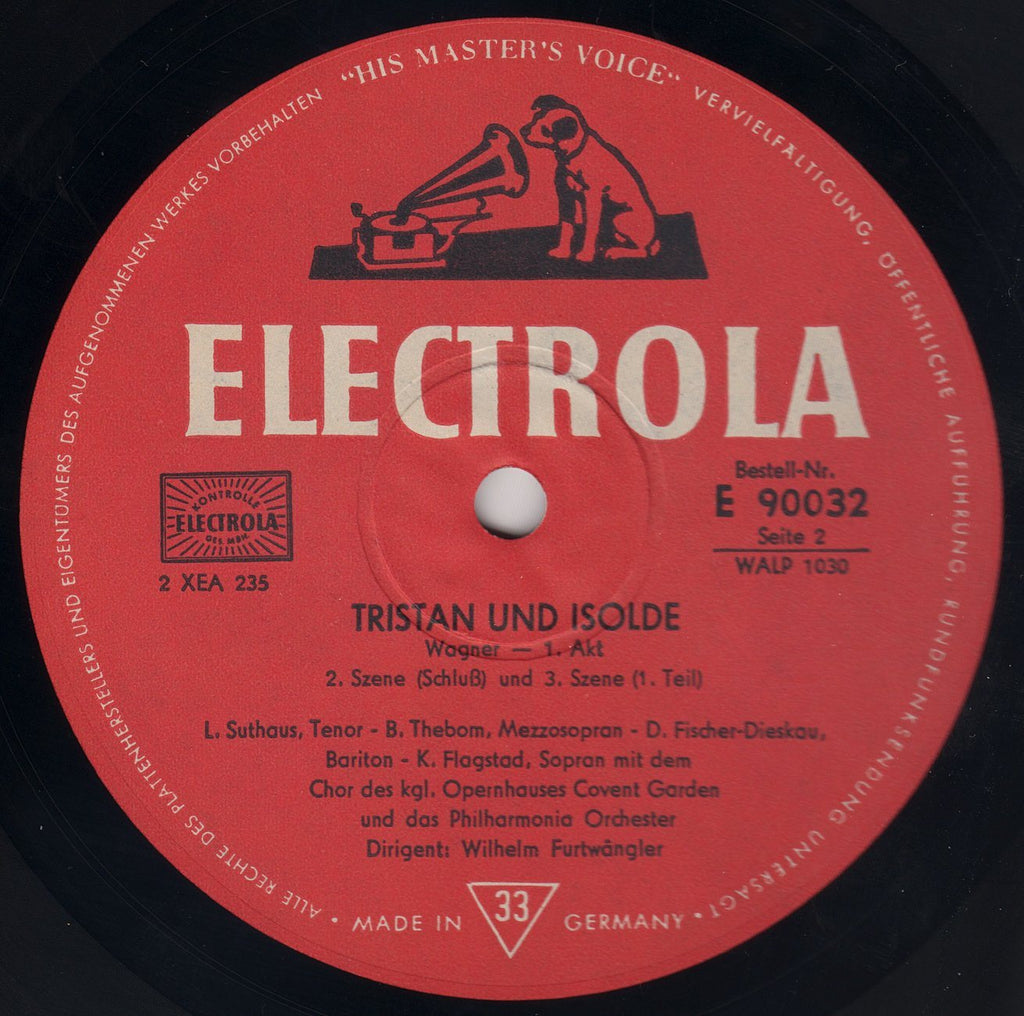 “HIS MASTER'S VOICE“
ALLE RECHTE DES PLATTENHERSTELLERS UND EIGENTÜMERS DES AUFGENOMMENEN WERKES VORBEHALTEN
VERVIELFÄLTIGUNG, ÖFFENTLICHE AUFFÜHRUNG, RUNDFUNKSENDUNG UNTERSAGT
ELECTROLA
KONTROLLE
ELECTROLA
GES. MBH.
2 XEA 235
Bestell-Nr.
E 90032
Seite 2
WALP 1030
TRISTAN UND ISOLDE
Wagner — 1. Akt
2. Szene (Schluß) und 3. Szene (1. Teil)
L. Suthaus, Tenor - B. Thebom, Mezzosopran - D. Fischer-Dieskau,
Bariton - K. Flagstad, Sopran mit dem
Chor des kgl. Opernhauses Covent Garden
und das Philharmonia Orchester
Dirigent: Wilhelm Furtwängler
• MADE IN 33 GERMANY •